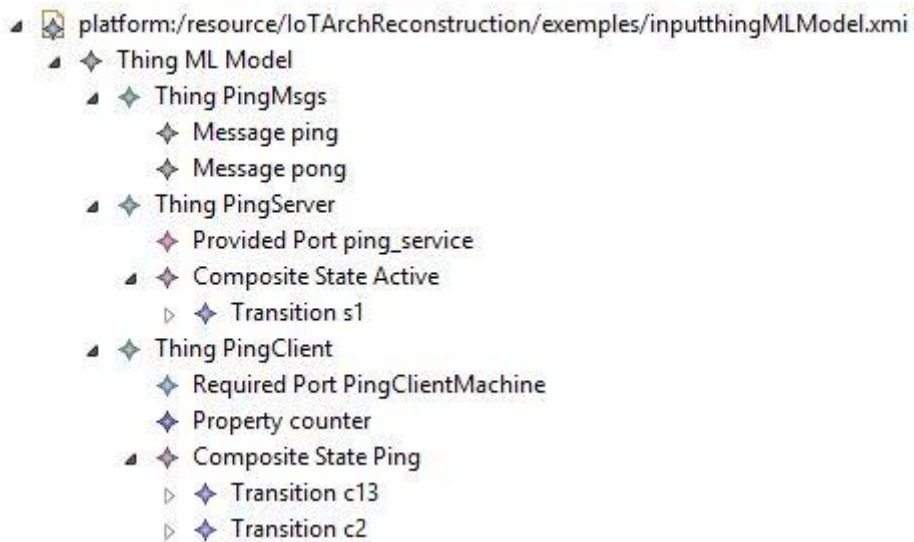 platform:/resource/IoTArchReconstruction/exemples/inputthingMLModel.xmi
Thing ML Model
Thing PingMsgs
Message ping
Message pong
Thing PingServer
Provided Port ping_service
Composite State Active
Transition s1
Thing PingClient
Required Port PingClientMachine
Property counter
Composite State Ping
Transition c13
Transition c2